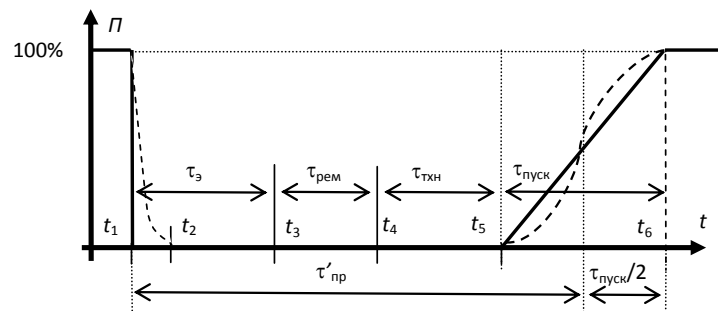 П
100%
τэ
τрем
τтхн
τпуск
t1
t2
t3
t4
t5
t6
t
τ′пр
τпуск/2